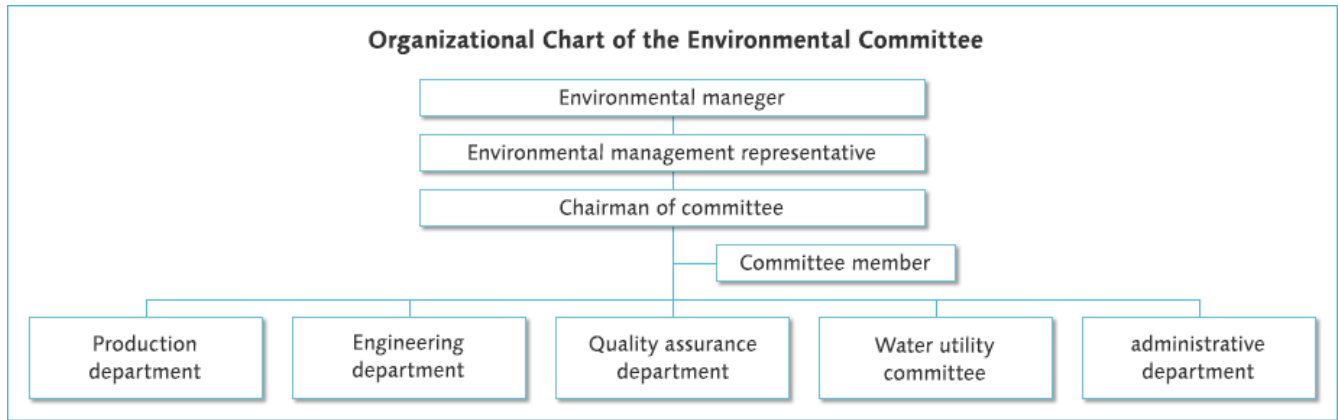 Organizational Chart of the Environmental Committee
Environmental maneger
Environmental management representative
Chairman of committee
Committee member
Production
department
Engineering
department
Quality assurance
department
Water utility
committee
administrative
department